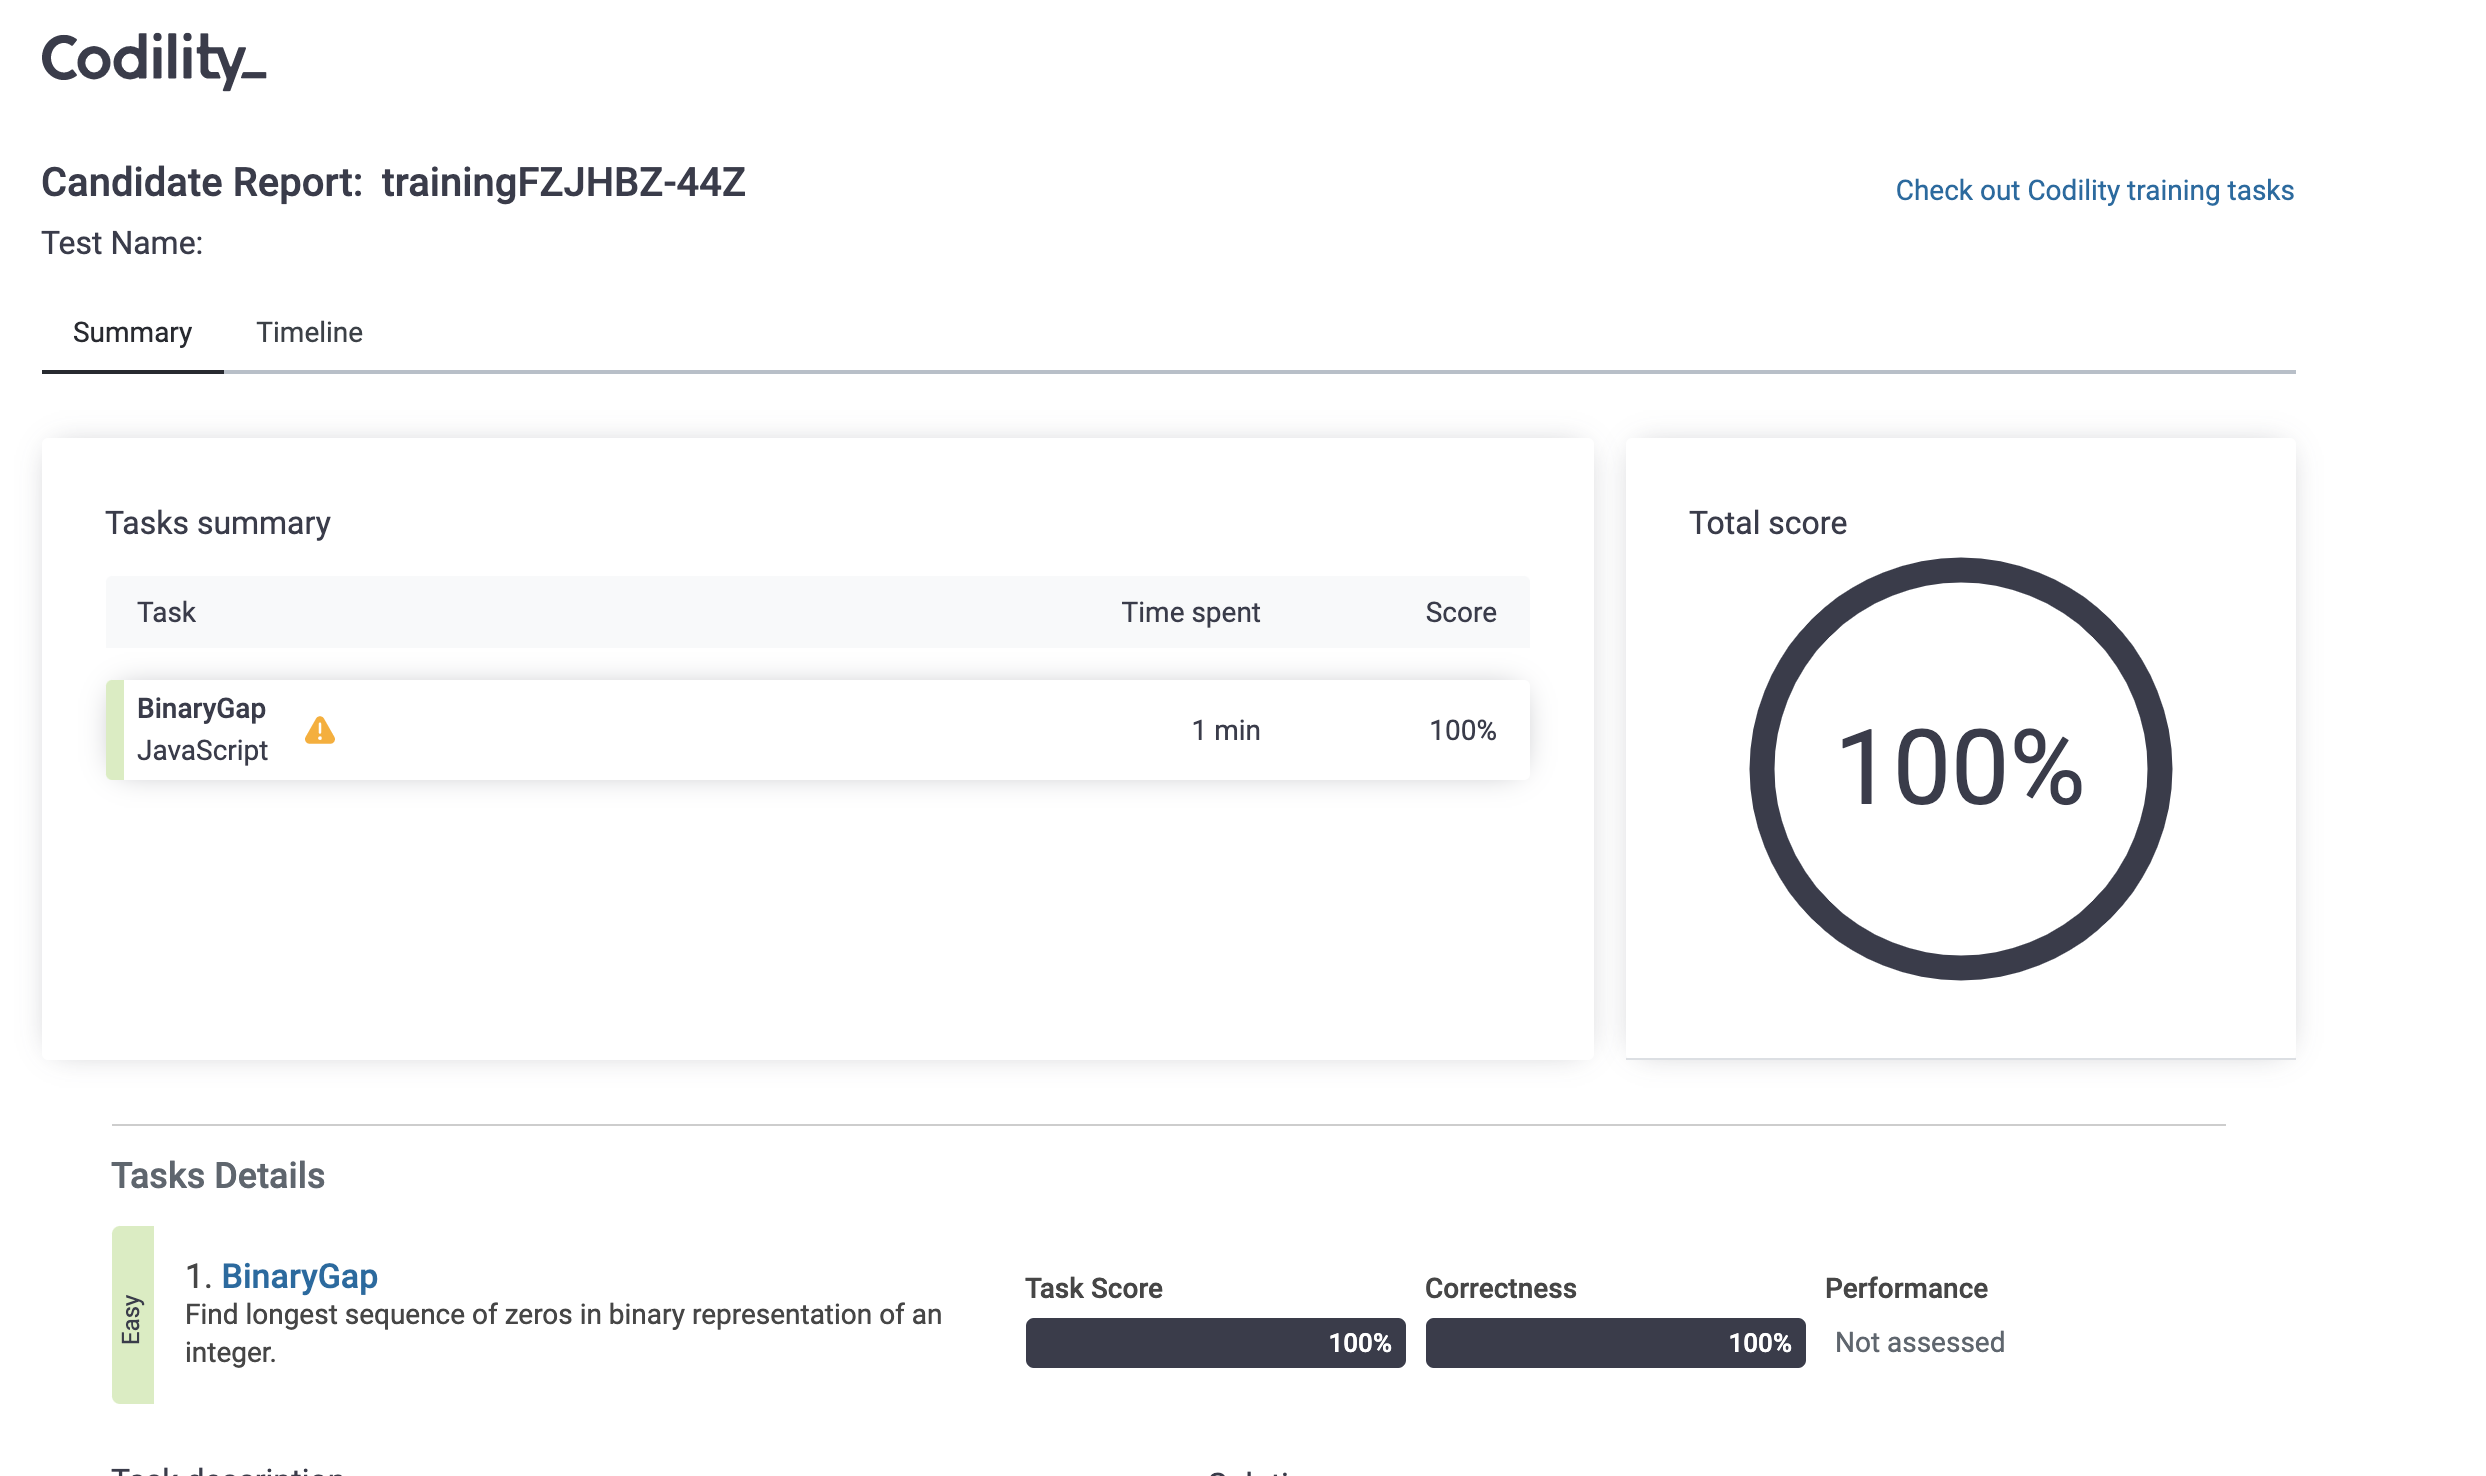 Codility_
Candidate Report: trainingFZJHBZ-44Z
Check out Codility training tasks
Test Name:
Summary
Timeline
Tasks summary
Task Time spent Score
BinaryGap
JavaScript
1 min 100%
Total score
100%
Tasks Details
Easy
1. BinaryGap
Find longest sequence of zeros in binary representation of an
integer.
Task Score
100%
Correctness
100%
Performance
Not assessed
Task description